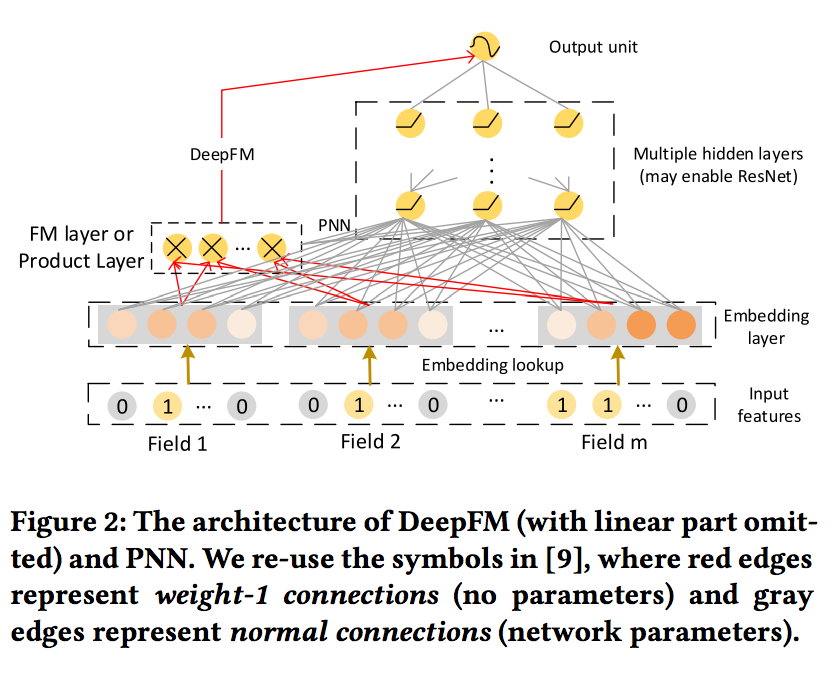 Output unit
DeepFM
Multiple hidden layers
(may enable ResNet)
PNN
FM layer or
Product Layer
...
Embedding
layer
...
Embedding lookup
Input
features
0 1 ... 0 0 1 ... 0 ... 1 1 ... 0
Field 1 Field 2 Field m
Figure 2: The architecture of DeepFM (with linear part omit-
ted) and PNN. We re-use the symbols in [9], where red edges
represent weight-1 connections (no parameters) and gray
edges represent normal connections (network parameters).